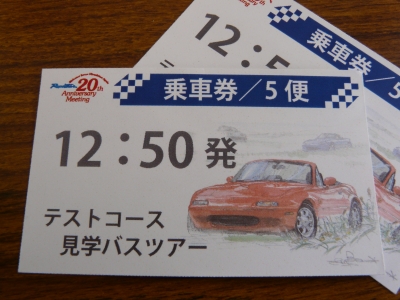 20th
Anniversary
Meeting
乗車券／5便
12：50発
テストコース
見学バスツアー
乗車券／5
12：5